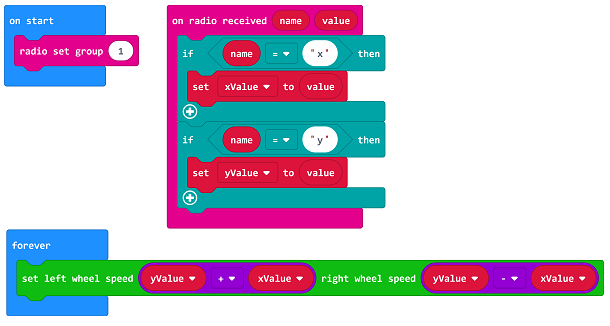 on start
radio set group 1
on radio received name value
if name = "x" then
set xValue to value
if name = "y" then
set yValue to value
forever
set left wheel speed yValue + xValue right wheel speed yValue - xValue